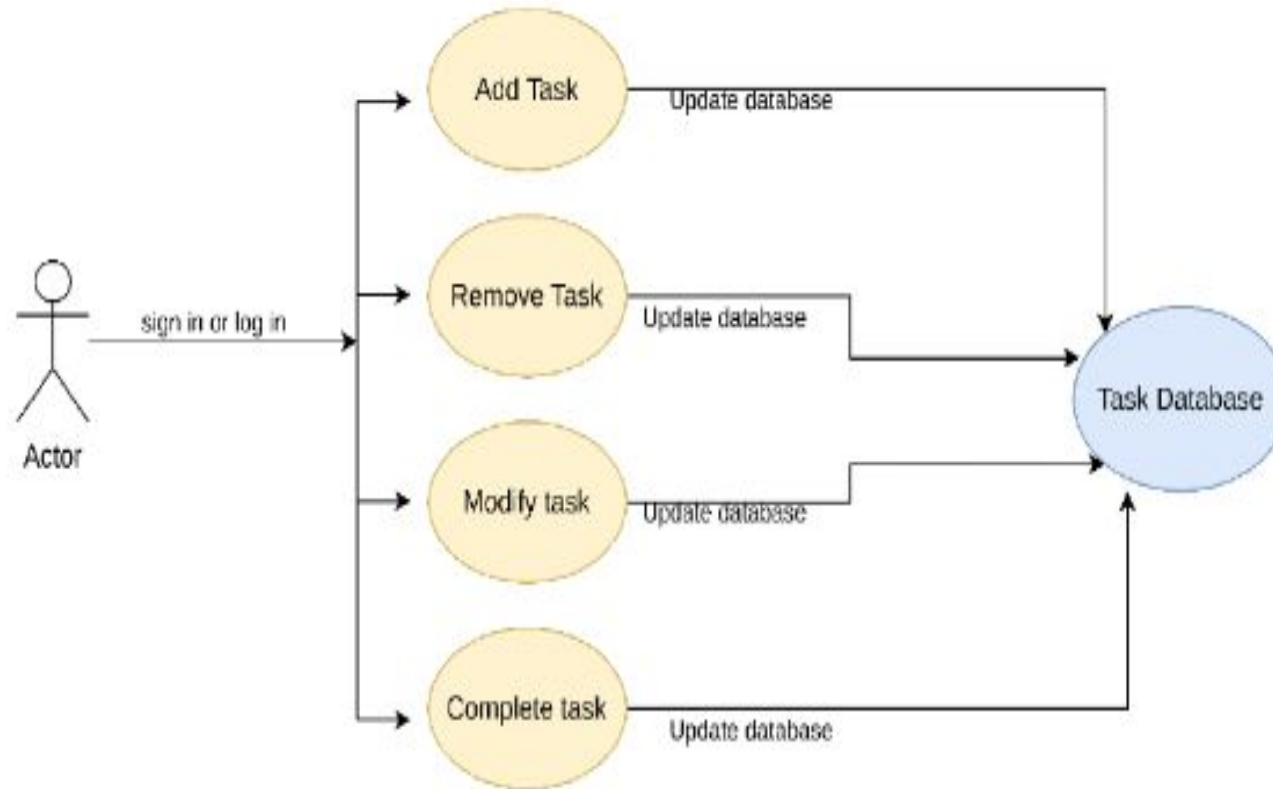 Add Task
Update database
Remove Task
Update database
sign in or log in
Task Database
Actor
Modify task
Update database
Complete task
Update database